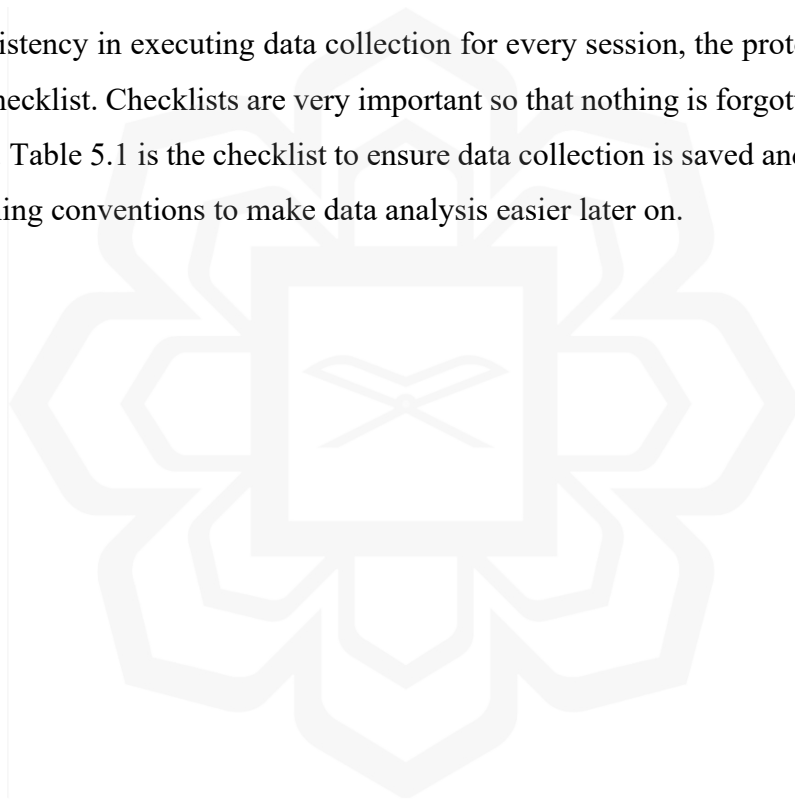 istency in executing data collection for every session, the prot
ecklist. Checklists are very important so that nothing is forgot
Table 5.1 is the checklist to ensure data collection is saved an
ing conventions to make data analysis easier later on.